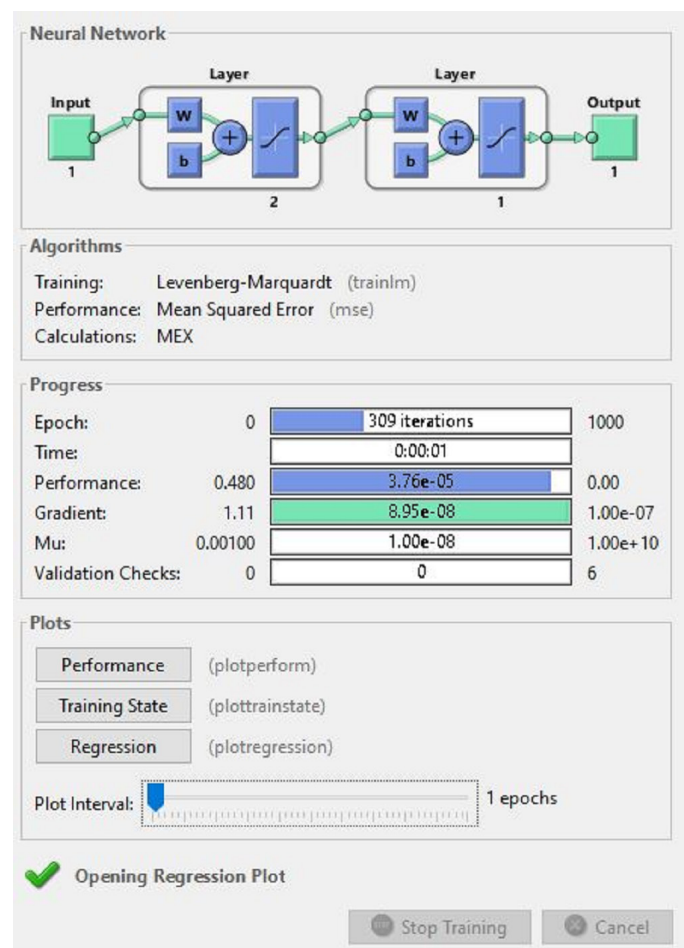 Neural Network
Layer Layer
Input W W Output
b b
1 2 1 1
Algorithms
Training: Levenberg-Marquardt (trainlm)
Performance: Mean Squared Error (mse)
Calculations: MEX
Progress
Epoch: 0 309 iterations 1000
Time: 0:00:01
Performance: 0.480 3.76e-05 0.00
Gradient: 1.11 8.95e-08 1.00e-07
Mu: 0.00100 1.00e-08 1.00e+10
Validation Checks: 0 0 6
Plots
Performance (plotperform)
Training State (plottrainstate)
Regression (plotregression)
Plot Interval: 1 epochs
Opening Regression Plot
Stop Training Cancel